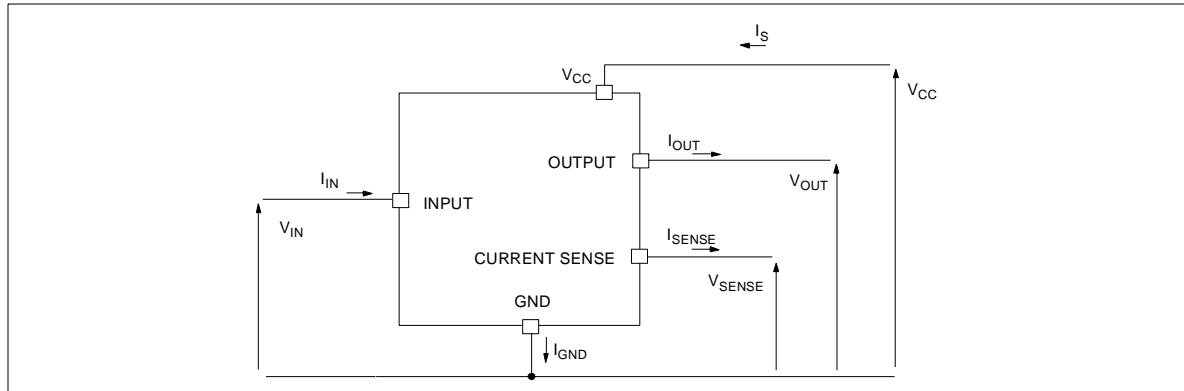 I_S
V_CC
V_CC
I_OUT
OUTPUT
V_OUT
I_IN
INPUT
V_IN
I_SENSE
CURRENT SENSE
V_SENSE
GND
I_GND